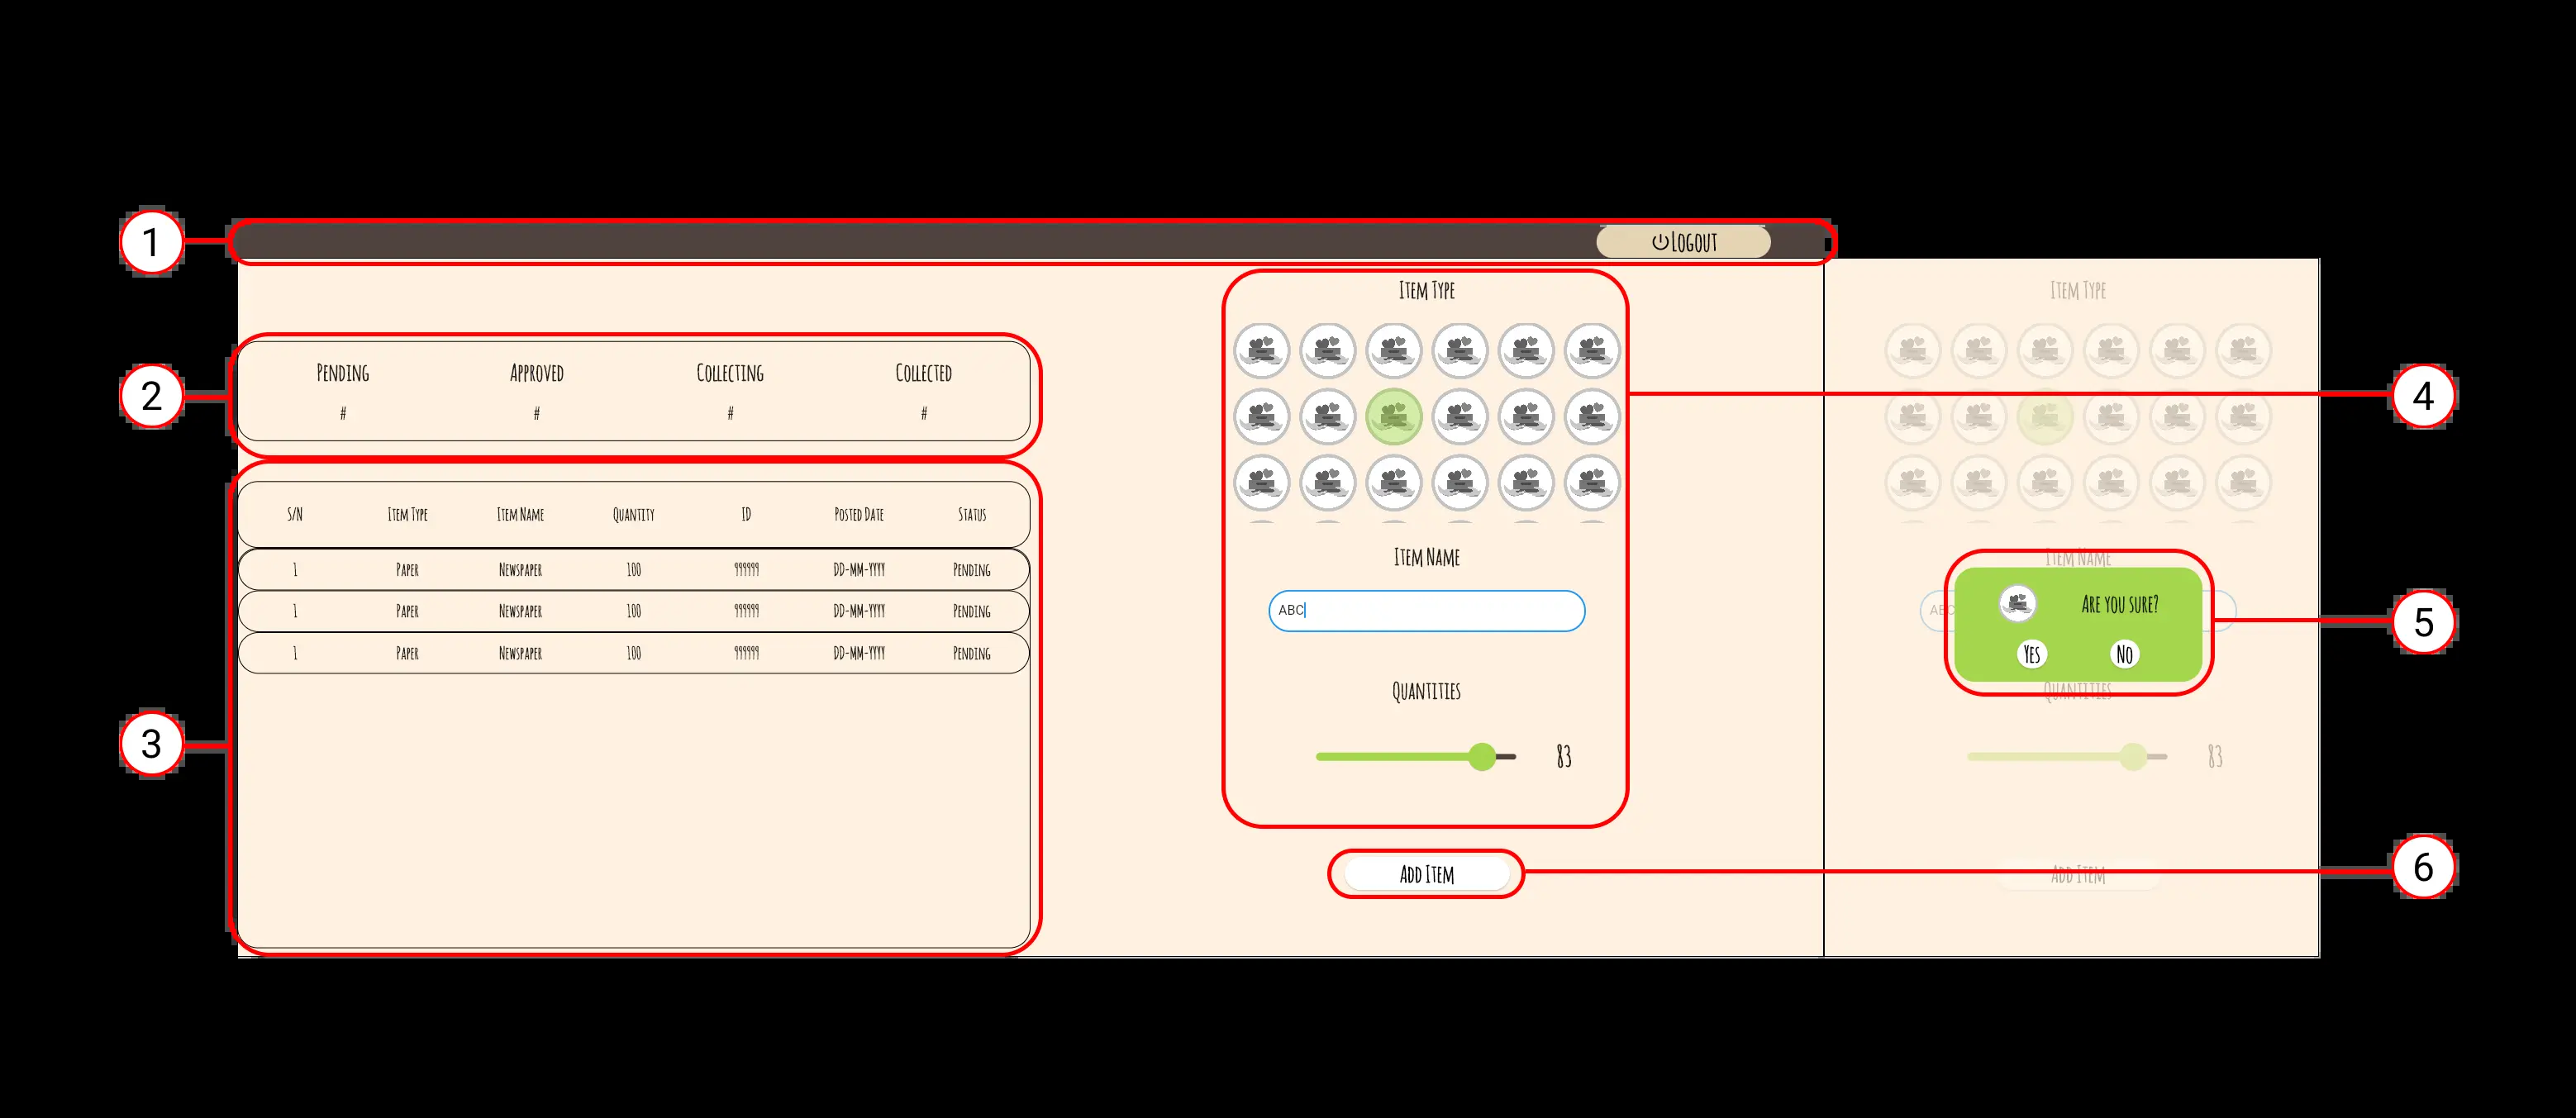 1
Logout
2
Pending Approved Collecting Collected
# # # #
3
S/N Item Type Item Name Quantity ID Posted Date Status
1 Paper Newspaper 100 999999 DD-MM-YYYY Pending
1 Paper Newspaper 100 999999 DD-MM-YYYY Pending
1 Paper Newspaper 100 999999 DD-MM-YYYY Pending
Item Type
Item Name
ABC
Quantities
83
Add Item
Item Type
Item Name
ABC
Are you sure?
Yes No
Quantities
83
Add Item
4
5
6